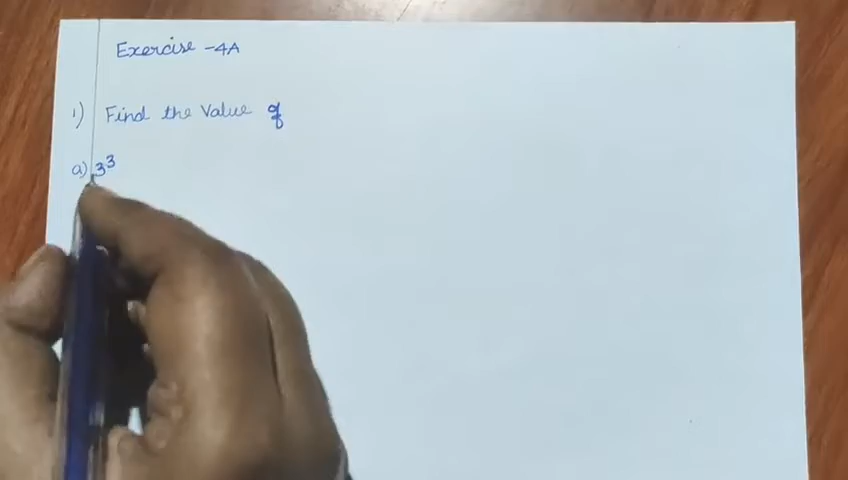 Exercise -4A
1) Find the Value of
a) 3³